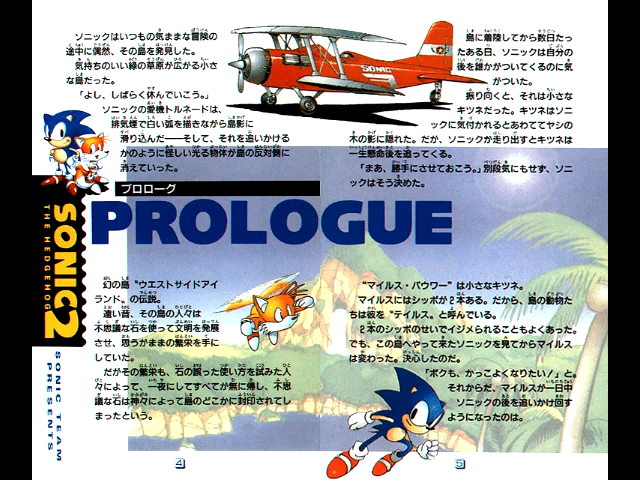 ソニックはいつもの気ままな冒険の
途中に偶然、その島を発見した。
気持ちのいい緑の草原が広がる小さ
な島だった。
「よし、しばらく休んでいこう。」
ソニックの愛機トルネードは、
排気煙で白い弧を描きながら島影に
滑り込んだ――そして、それを追いかける
かのように怪しい光る物体が島の反対側に
消えていった。
SONIC
島に着陸してから数日たっ
たある日、ソニックは自分の
後を誰かがついてくるのに気
がついた。
振り向くと、それは小さな
キツネだった。キツネはソニ
ックに気付かれるとあわててヤシの
木の影に隠れた。だが、ソニックが走り出すとキツネは
一生懸命後を追ってくる。
「まあ、勝手にさせておこう。」別段気にもせず、ソニ
ックはそう決めた。
プロローグ
PROLOGUE
SONIC 2
THE HEDGEHOG
SONIC TEAM
PRESENTS
幻の島“ウエストサイドアイ
ランド”の伝説。
遠い昔、その島の人々は
不思議な石を使って文明を発展
させ、思うがままの繁栄を手に
していた。
だがその繁栄も、石の誤った使い方を試みた人
々によって、一夜にしてすべてが無に帰し、不思
議な石は神々によって島のどこかに封印されてし
まったという。
“マイルス・パウワー”は小さなキツネ。
マイルスにはシッポが2本ある。だから、島の動物た
ちは彼を“テイルス”と呼んでいる。
2本のシッポのせいでイジメられることもよくあった。
でも、この島へやって来たソニックを見てからマイルス
は変わった。決心したのだ。
「ボクも、かっこよくなりたい！」と。
それからだ、マイルスが一日中
ソニックの後を追いかけ回す
ようになったのは。
4
5